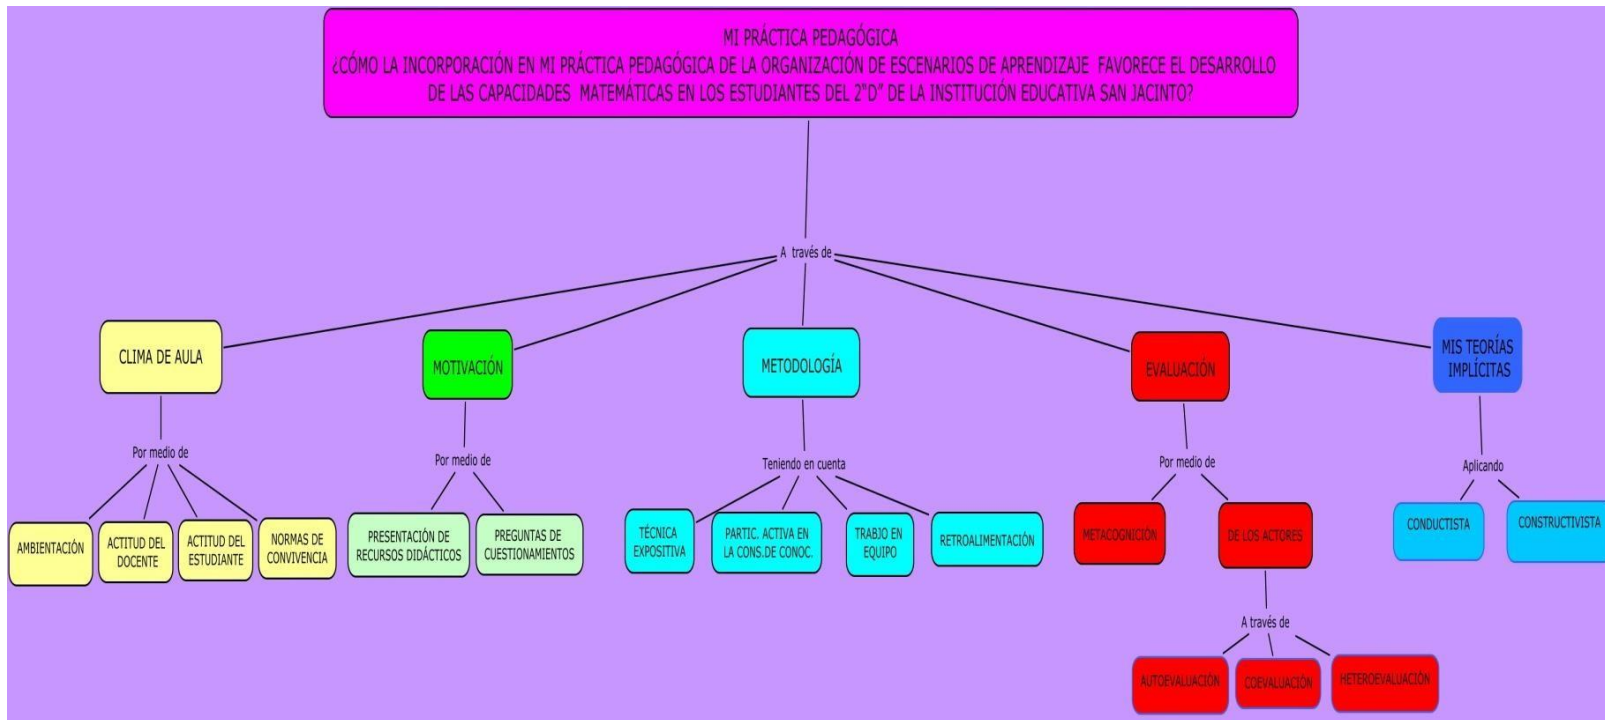 MI PRÁCTICA PEDAGÓGICA
¿CÓMO LA INCORPORACIÓN EN MI PRÁCTICA PEDAGÓGICA DE LA ORGANIZACIÓN DE ESCENARIOS DE APRENDIZAJE FAVORECE EL DESARROLLO
DE LAS CAPACIDADES MATEMÁTICAS EN LOS ESTUDIANTES DEL 2°D" DE LA INSTITUCIÓN EDUCATIVA SAN JACINTO?
A través de
CLIMA DE AULA
MOTIVACIÓN
METODOLOGÍA
EVALUACIÓN
MIS TEORÍAS
IMPLÍCITAS
Por medio de
Por medio de
Teniendo en cuenta
Por medio de
Aplicando
AMBIENTACIÓN
ACTITUD DEL
DOCENTE
ACTITUD DEL
ESTUDIANTE
NORMAS DE
CONVIVENCIA
PRESENTACIÓN DE
RECURSOS DIDÁCTICOS
PREGUNTAS DE
CUESTIONAMIENTOS
TÉCNICA
EXPOSITIVA
PARTIC. ACTIVA EN
LA CONS.DE CONOC.
TRABJO EN
EQUIPO
RETROALIMENTACIÓN
METACOGNICIÓN
DE LOS ACTORES
CONDUCTISTA
CONSTRUCTIVISTA
A través de
AUTOEVALUACIÓN
COEVALUACIÓN
HETEROEVALUACIÓN